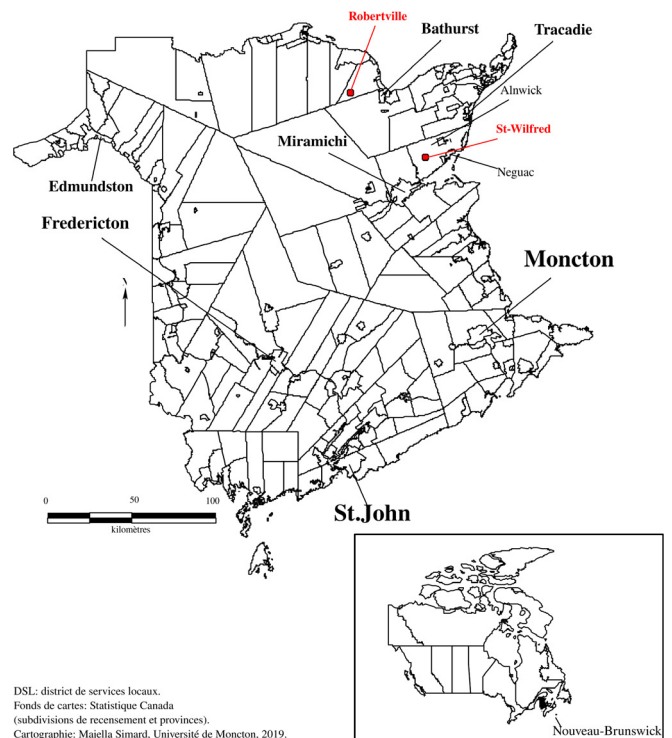 Robertville
Bathurst
Tracadie
Alnwick
St-Wilfred
Miramichi
Neguac
Edmundston
Fredericton
Moncton
N
0 50 100
kilomètres
St.John
DSL: district de services locaux.
Fonds de cartes: Statistique Canada
(subdivisions de recensement et provinces).
Cartographie: Majella Simard, Université de Moncton, 2019.
Nouveau-Brunswick